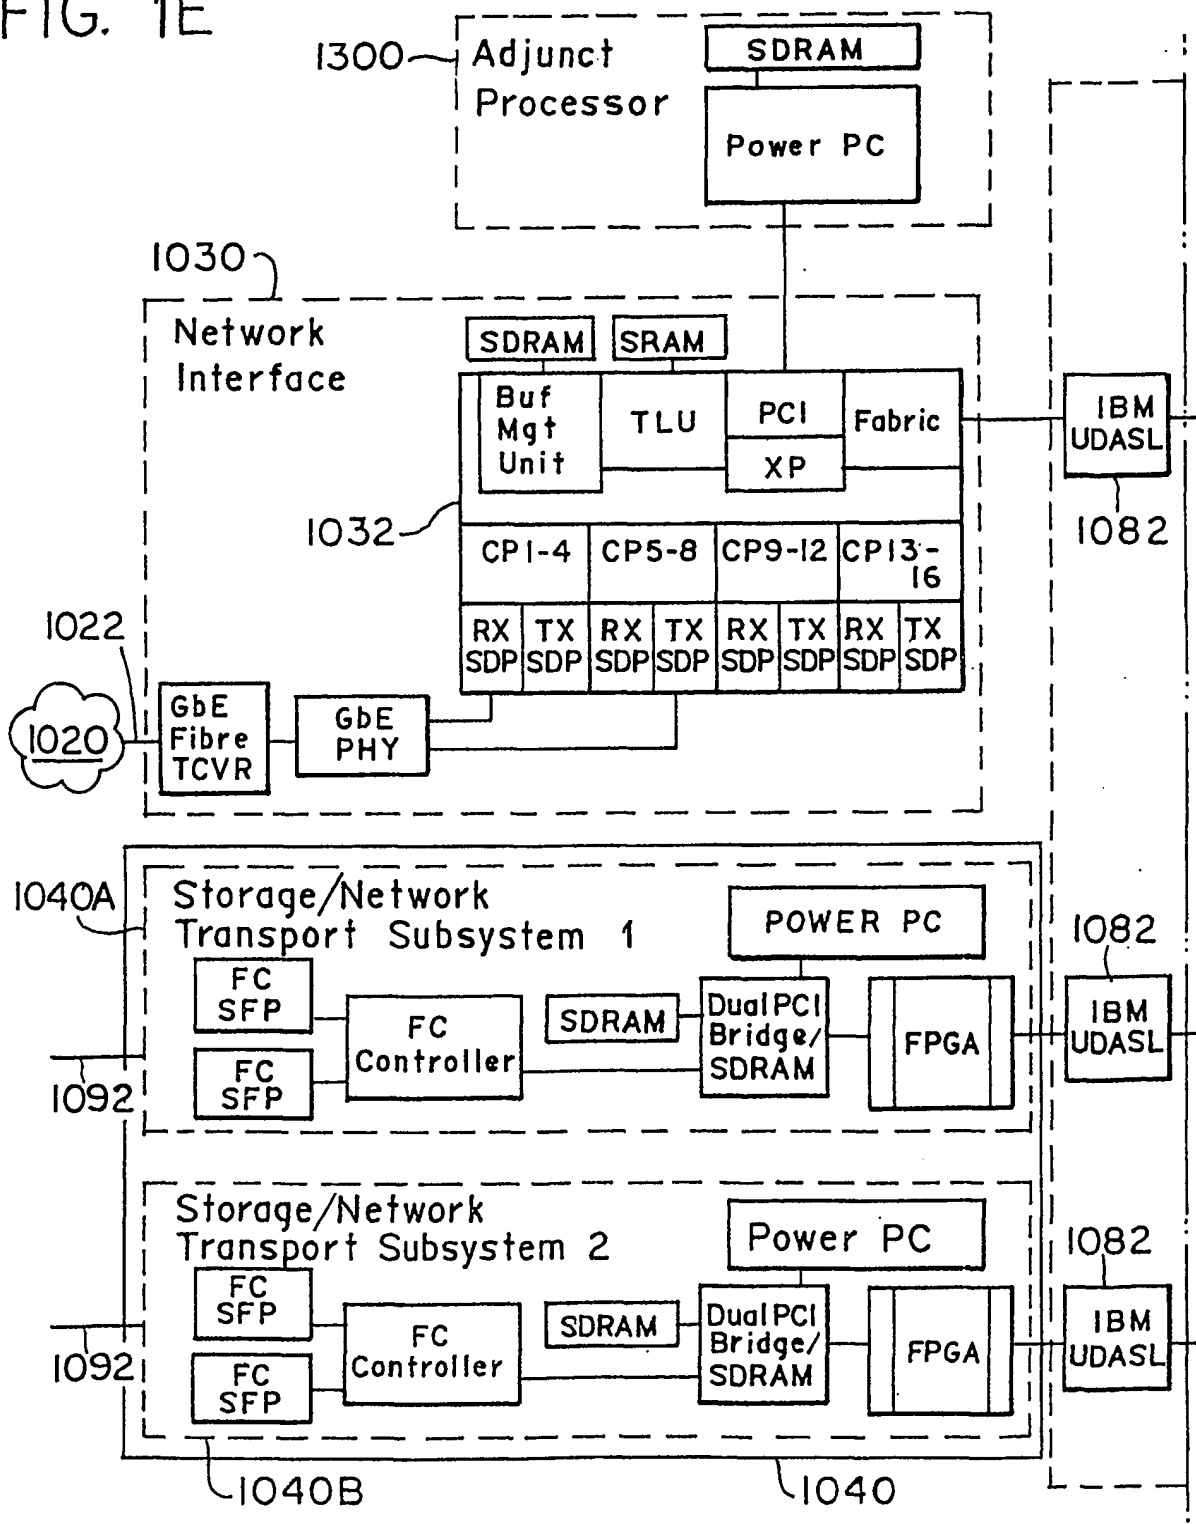 FIG. 1E
1300
Adjunct
Processor
SDRAM
Power PC
1030
Network
Interface
SDRAM
SRAM
Buf
Mgt
Unit
TLU
PCI
XP
Fabric
IBM
UDASL
1082
1032
CP1-4
CP5-8
CP9-12
CP13-
16
RX
SDP
TX
SDP
RX
SDP
TX
SDP
RX
SDP
TX
SDP
RX
SDP
TX
SDP
1022
1020
GbE
Fibre
TCVR
GbE
PHY
1040A
Storage/Network
Transport Subsystem 1
POWER PC
1082
FC
SFP
FC
SFP
FC
Controller
SDRAM
Dual PCI
Bridge/
SDRAM
FPGA
IBM
UDASL
1092
Storage/Network
Transport Subsystem 2
Power PC
1082
FC
SFP
FC
SFP
FC
Controller
SDRAM
Dual PCI
Bridge/
SDRAM
FPGA
IBM
UDASL
1092
1040B
1040